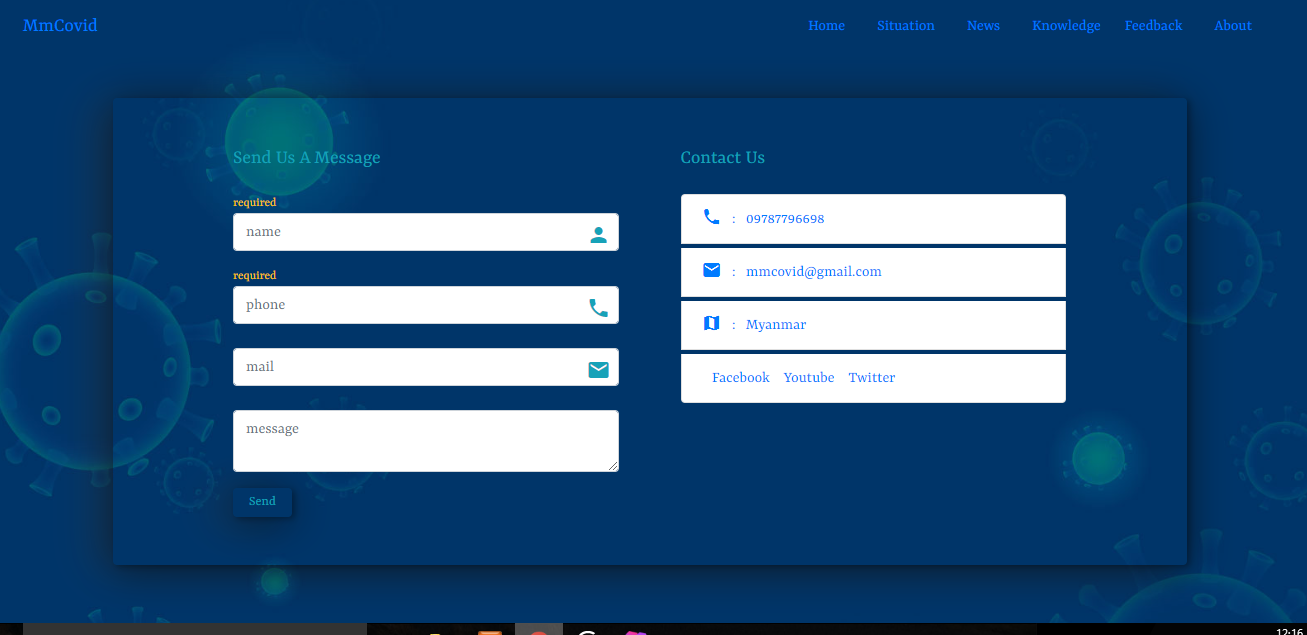 MmCovid
Home Situation News Knowledge Feedback About
Send Us A Message
required
name
required
phone
mail
message
Send
Contact Us
: 09787796698
: mmcovid@gmail.com
: Myanmar
Facebook Youtube Twitter
12:16